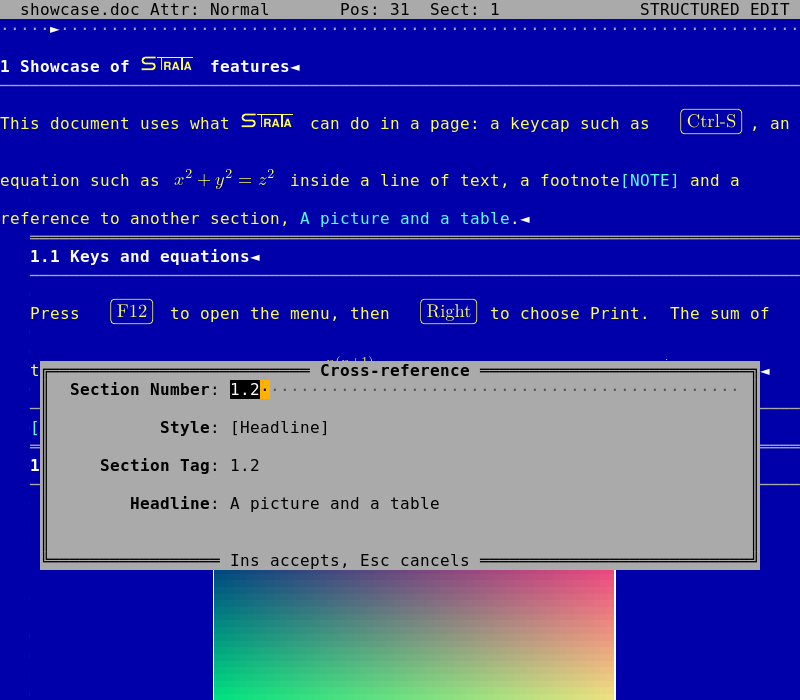 showcase.doc Attr: Normal Pos: 31 Sect: 1 STRUCTURED EDIT
1 Showcase of STRATA features◄
This document uses what STRATA can do in a page: a keycap such as Ctrl-S , an
equation such as x² + y² = z² inside a line of text, a footnote[NOTE] and a
reference to another section, A picture and a table.◄
1.1 Keys and equations◄
Press F12 to open the menu, then Right to choose Print. The sum of
t
Cross-reference
Section Number: 1.2
Style: [Headline]
Section Tag: 1.2
Headline: A picture and a table
Ins accepts, Esc cancels